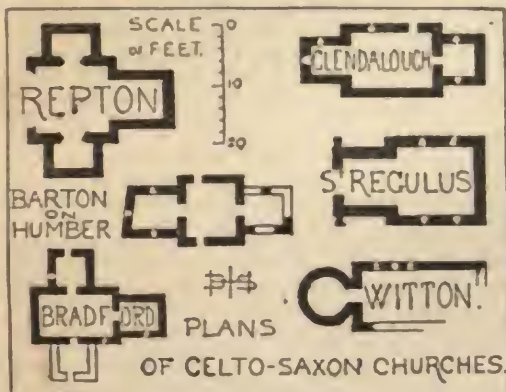 SCALE
OF FEET.
0
10
20
REPTON
GLENDALOUGH
BARTON
ON
HUMBER
ST REGULUS
BRADFORD
WITTON.
PLANS
OF CELTO-SAXON CHURCHES.